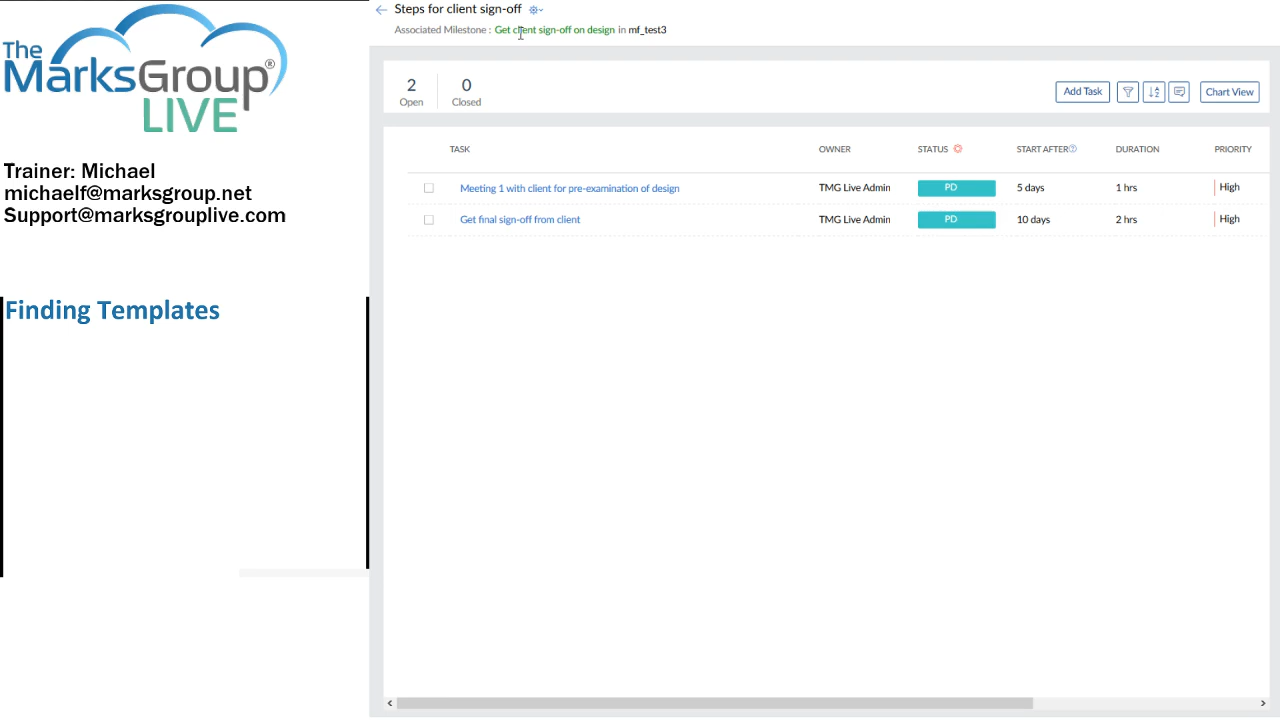 The
MarksGroup®
LIVE
Trainer: Michael
michaelf@marksgroup.net
Support@marksgrouplive.com
Finding Templates
Steps for client sign-off
Associated Milestone : Get client sign-off on design in mf_test3
2 0
Open Closed
Add Task Chart View
TASK OWNER STATUS START AFTER DURATION PRIORITY
Meeting 1 with client for pre-examination of design TMG Live Admin PD 5 days 1 hrs High
Get final sign-off from client TMG Live Admin PD 10 days 2 hrs High